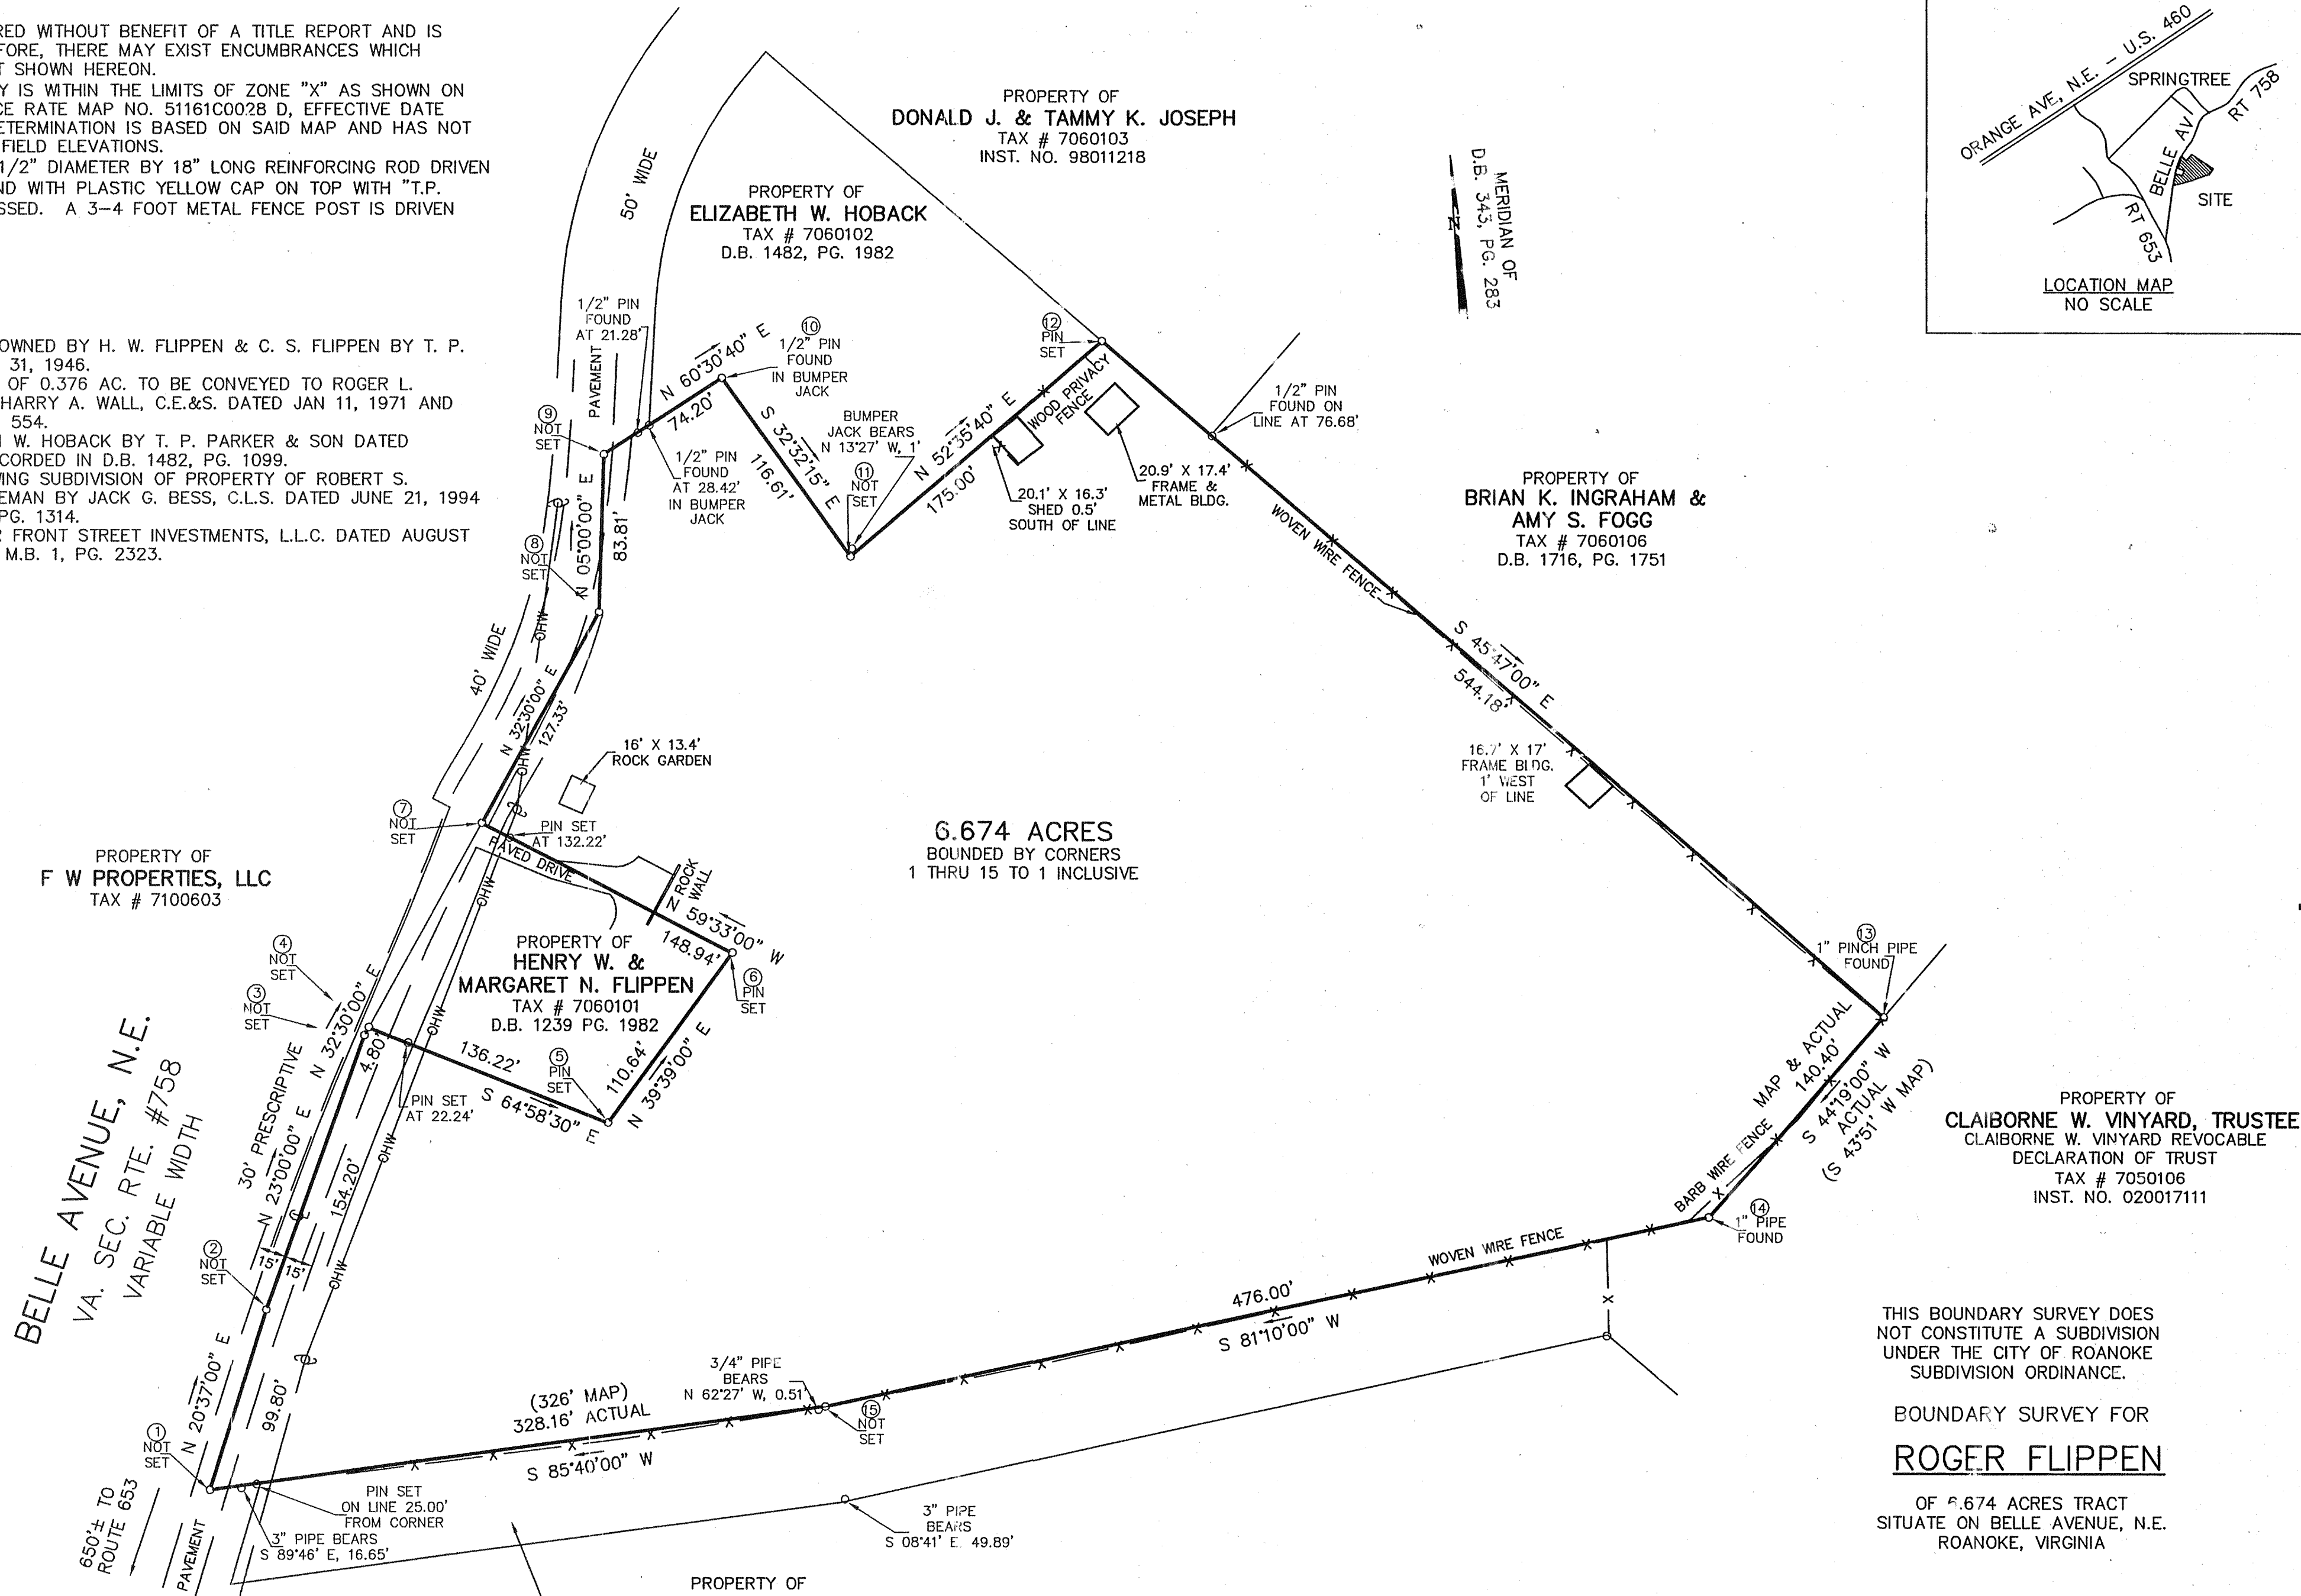 RED WITHOUT BENEFIT OF A TITLE REPORT AND IS
FORE, THERE MAY EXIST ENCUMBRANCES WHICH
T SHOWN HEREON.
Y IS WITHIN THE LIMITS OF ZONE "X" AS SHOWN ON
CE RATE MAP NO. 51161C0028 D, EFFECTIVE DATE
ETERMINATION IS BASED ON SAID MAP AND HAS NOT
FIELD ELEVATIONS.
1/2" DIAMETER BY 18" LONG REINFORCING ROD DRIVEN
ND WITH PLASTIC YELLOW CAP ON TOP WITH "T.P.
SSED. A 3-4 FOOT METAL FENCE POST IS DRIVEN
OWNED BY H. W. FLIPPEN & C. S. FLIPPEN BY T. P.
31, 1946.
OF 0.376 AC. TO BE CONVEYED TO ROGER L.
HARRY A. WALL, C.E.&S. DATED JAN 11, 1971 AND
554.
W. HOBACK BY T. P. PARKER & SON DATED
CORDED IN D.B. 1482, PG. 1099.
WING SUBDIVISION OF PROPERTY OF ROBERT S.
EMAN BY JACK G. BESS, C.L.S. DATED JUNE 21, 1994
PG. 1314.
R FRONT STREET INVESTMENTS, L.L.C. DATED AUGUST
M.B. 1, PG. 2323.
50' WIDE
PROPERTY OF
ELIZABETH W. HOBACK
TAX # 7060102
D.B. 1482, PG. 1982
PROPERTY OF
DONALD J. & TAMMY K. JOSEPH
TAX # 7060103
INST. NO. 98011218
MERIDIAN OF
D.B. 343, PG. 283
N
ORANGE AVE, N.E. - U.S. 460
SPRINGTREE
RT 758
BELLE AV
SITE
RT 653
LOCATION MAP
NO SCALE
1/2" PIN
FOUND
AT 21.28'
PAVEMENT
N 60°30'40" E
74.20'
10
1/2" PIN
FOUND
IN BUMPER
JACK
9
NOT
SET
1/2" PIN
FOUND
AT 28.42'
IN BUMPER
JACK
S 32°32'15" E
116.61'
BUMPER
JACK BEARS
N 13°27' W, 1'
11
NOT
SET
N 52°35'40" E
175.00'
12
PIN
SET
WOOD PRIVACY
FENCE
20.1' X 16.3'
SHED 0.5'
SOUTH OF LINE
20.9' X 17.4'
FRAME &
METAL BLDG.
1/2" PIN
FOUND ON
LINE AT 76.68'
PROPERTY OF
BRIAN K. INGRAHAM &
AMY S. FOGG
TAX # 7060106
D.B. 1716, PG. 1751
WOVEN WIRE FENCE
S 45°47'00" E
544.18'
16.7' X 17'
FRAME BLDG.
1' WEST
OF LINE
8
NOT
SET
N 05°00'00" E
83.81'
OHW
40' WIDE
N 32°30'00" E
127.33'
OHW
16' X 13.4'
ROCK GARDEN
7
NOT
SET
PIN SET
AT 132.22'
PAVED DRIVE
ROCK
WALL
N 59°33'00" W
148.94'
6
PIN
SET
6.674 ACRES
BOUNDED BY CORNERS
1 THRU 15 TO 1 INCLUSIVE
PROPERTY OF
F W PROPERTIES, LLC
TAX # 7100603
PROPERTY OF
HENRY W. &
MARGARET N. FLIPPEN
TAX # 7060101
D.B. 1239 PG. 1982
OHW
4
NOT
SET
3
NOT
SET
N 32°30'00" E
4.80'
136.22'
S 64°58'30" E
PIN SET
AT 22.24'
5
PIN
SET
110.64'
N 39°39'00" E
OHW
OHW
OHW
30' PRESCRIPTIVE
N 23°00'00" E
154.20'
15'
15'
2
NOT
SET
BELLE AVENUE, N.E.
VA. SEC. RTE. #758
VARIABLE WIDTH
13
1" PINCH PIPE
FOUND
MAP & ACTUAL
140.40'
S 44°19'00" W
ACTUAL
(S 43°51' W MAP)
BARB WIRE FENCE
14
1" PIPE
FOUND
PROPERTY OF
CLAIBORNE W. VINYARD, TRUSTEE
CLAIBORNE W. VINYARD REVOCABLE
DECLARATION OF TRUST
TAX # 7050106
INST. NO. 020017111
WOVEN WIRE FENCE
476.00'
S 81°10'00" W
3/4" PIPE
BEARS
N 62°27' W, 0.51'
15
NOT
SET
(326' MAP)
328.16' ACTUAL
S 85°40'00" W
N 20°37'00" E
99.80'
1
NOT
SET
PIN SET
ON LINE 25.00'
FROM CORNER
3" PIPE BEARS
S 89°46' E, 16.65'
650'± TO
ROUTE 653
PAVEMENT
3" PIPE
BEARS
S 08°41' E, 49.89'
PROPERTY OF
THIS BOUNDARY SURVEY DOES
NOT CONSTITUTE A SUBDIVISION
UNDER THE CITY OF ROANOKE
SUBDIVISION ORDINANCE.
BOUNDARY SURVEY FOR
ROGER FLIPPEN
OF 6.674 ACRES TRACT
SITUATE ON BELLE AVENUE, N.E.
ROANOKE, VIRGINIA